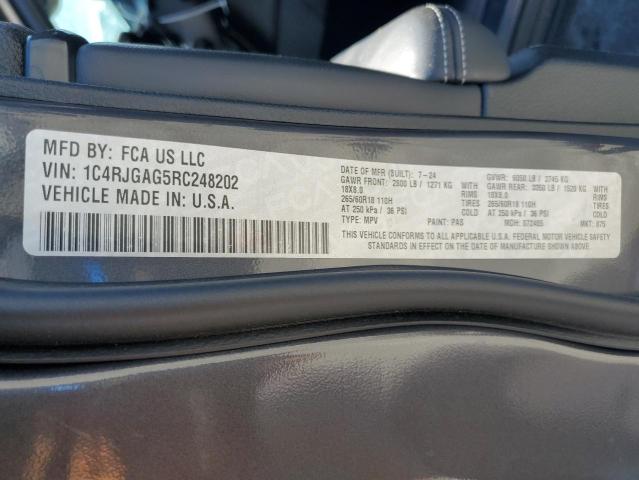 MFD BY: FCA US LLC
VIN: 1C4RJGAG5RC248202
VEHICLE MADE IN: U.S.A.
DATE OF MFR (BUILT): 7-24 GVWR: 6050 LB / 2745 KG
GAWR FRONT: 2800 LB / 1271 KG WITH GAWR REAR: 3350 LB / 1520 KG WITH
18X8.0 RIMS 18X8.0 RIMS
265/60R18 110H TIRES 265/60R18 110H TIRES
AT 250 kPa / 36 PSI COLD AT 250 kPa / 36 PSI COLD
TYPE: MPV PAINT: PAS MDH: MKT:
THIS VEHICLE CONFORMS TO ALL APPLICABLE U.S.A. FEDERAL MOTOR VEHICLE SAFETY
STANDARDS IN EFFECT ON THE DATE OF MANUFACTURE SHOWN ABOVE.